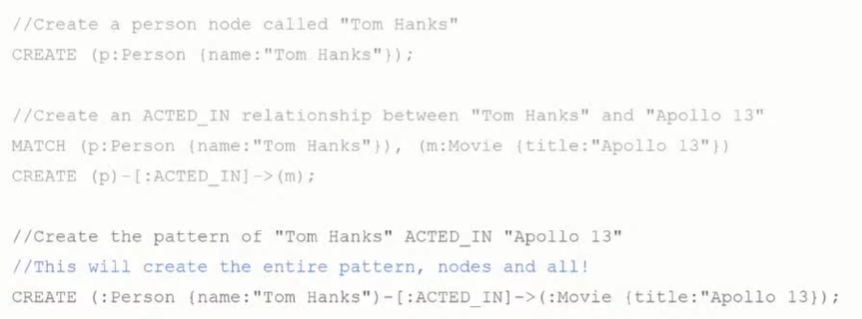 //Create a person node called "Tom Hanks"
CREATE (p:Person {name:"Tom Hanks"});
//Create an ACTED_IN relationship between "Tom Hanks" and "Apollo 13"
MATCH (p:Person {name:"Tom Hanks"}), (m:Movie {title:"Apollo 13"})
CREATE (p)-[:ACTED_IN]->(m);
//Create the pattern of "Tom Hanks" ACTED_IN "Apollo 13"
//This will create the entire pattern, nodes and all!
CREATE (:Person {name:"Tom Hanks")-[:ACTED_IN]->(:Movie {title:"Apollo 13});